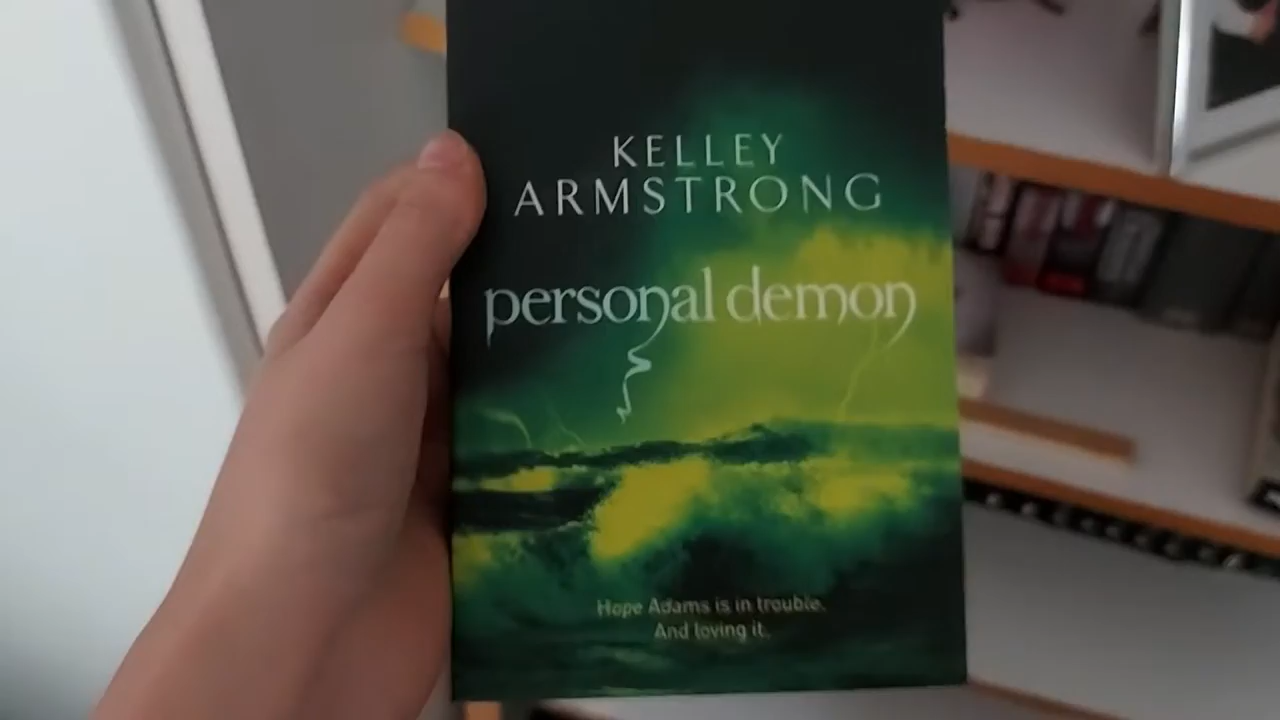 KELLEY
ARMSTRONG
personal demon
Hope Adams is in trouble.
And loving it.